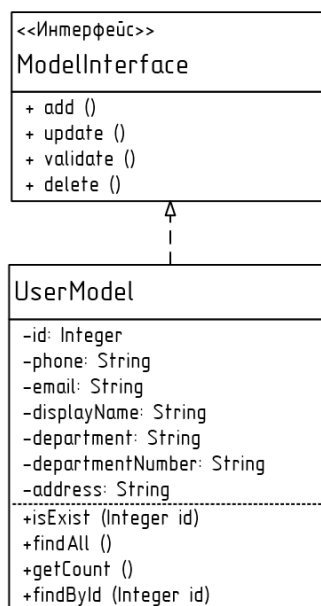 <<Интерфейс>>
ModelInterface
+ add ()
+ update ()
+ validate ()
+ delete ()
UserModel
-id: Integer
-phone: String
-email: String
-displayName: String
-department: String
-departmentNumber: String
-address: String
+isExist (Integer id)
+findAll ()
+getCount ()
+findById (Integer id)